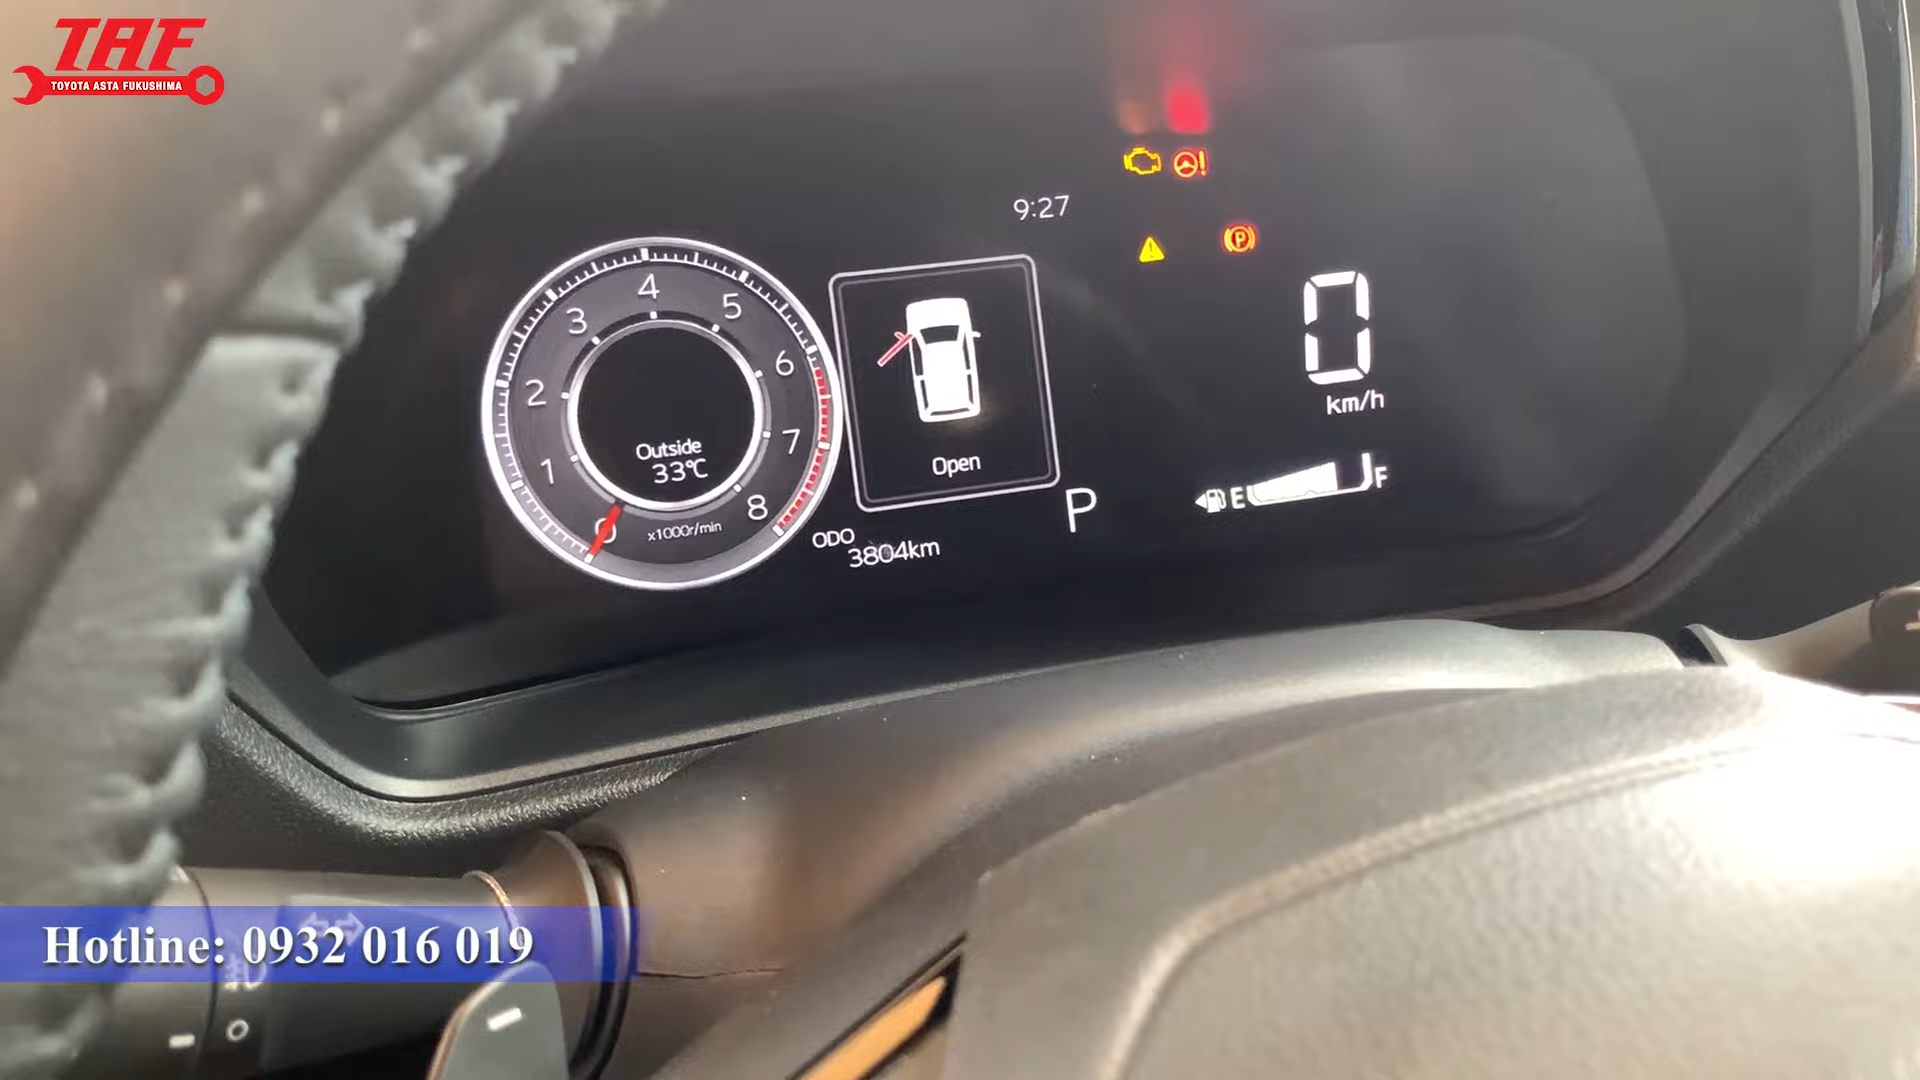 TAF
TOYOTA ASTA FUKUSHIMA
9:27
P
0
1
2
3
4
5
6
7
8
x1000r/min
Outside
33℃
Open
0
km/h
E F
P
ODO
3804km
Hotline: 0932 016 019